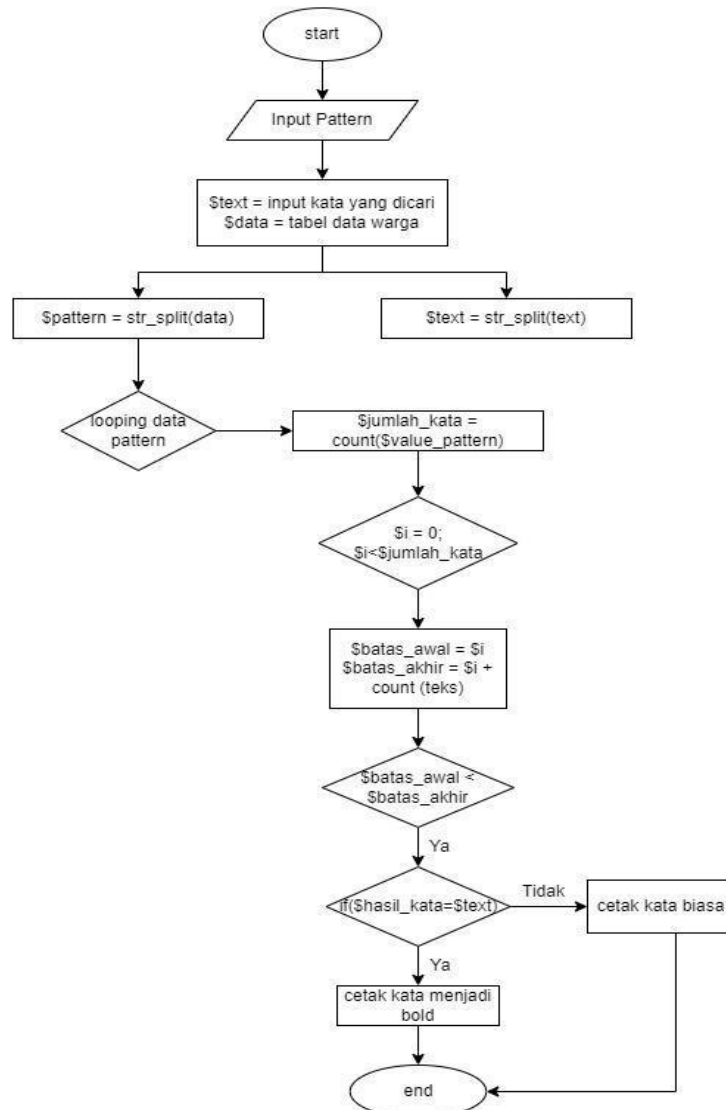 start
Input Pattern
$text = input kata yang dicari
$data = tabel data warga
$pattern = str_split(data)
$text = str_split(text)
looping data
pattern
$jumlah_kata =
count($value_pattern)
$i = 0;
$i<$jumlah_kata
$batas_awal = $i
$batas_akhir = $i +
count (teks)
$batas_awal <
$batas_akhir
Ya
if($hasil_kata=$text)
Tidak
cetak kata biasa
Ya
cetak kata menjadi
bold
end